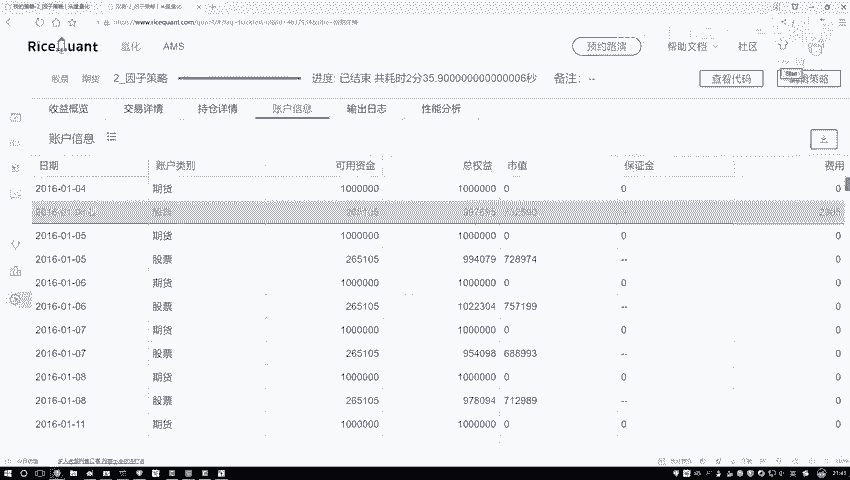 RiceQuant 量化 AMS 预约路演 帮助文档 社区
股票 期货 2_因子策略 进度: 已结束 共耗时2分35.900000000000006秒 备注: -- 查看代码
收益概览 交易详情 持仓详情 账户信息 输出日志 性能分析
账户信息
日期 账户类别 可用资金 总权益 市值 保证金 费用
2016-01-04 期货 1000000 1000000 0 0 0
股票 265105
2016-01-05 期货 1000000 1000000 0 0 0
2016-01-05 股票 265105 994079 728974 -- 0
2016-01-06 期货 1000000 1000000 0 0 0
2016-01-06 股票 265105 1022304 757199 -- 0
2016-01-07 期货 1000000 1000000 0 0 0
2016-01-07 股票 265105 954098 688993 -- 0
2016-01-08 期货 1000000 1000000 0 0 0
2016-01-08 股票 265105 978094 712989 -- 0
2016-01-11 期货 1000000 1000000 0 0 0